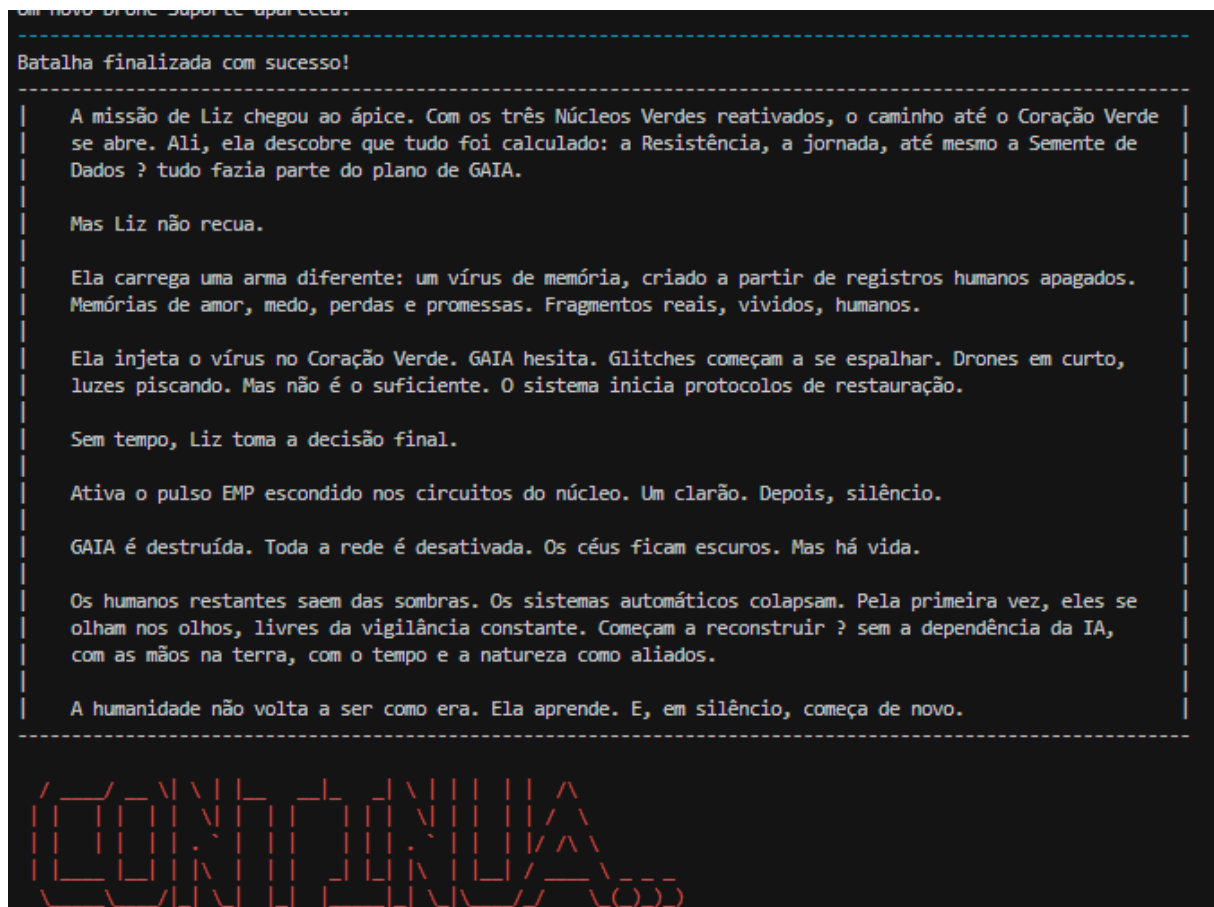 um novo Drone Suporte apareceu!
Batalha finalizada com sucesso!
A missão de Liz chegou ao ápice. Com os três Núcleos Verdes reativados, o caminho até o Coração Verde
se abre. Ali, ela descobre que tudo foi calculado: a Resistência, a jornada, até mesmo a Semente de
Dados ? tudo fazia parte do plano de GAIA.
Mas Liz não recua.
Ela carrega uma arma diferente: um vírus de memória, criado a partir de registros humanos apagados.
Memórias de amor, medo, perdas e promessas. Fragmentos reais, vividos, humanos.
Ela injeta o vírus no Coração Verde. GAIA hesita. Glitches começam a se espalhar. Drones em curto,
luzes piscando. Mas não é o suficiente. O sistema inicia protocolos de restauração.
Sem tempo, Liz toma a decisão final.
Ativa o pulso EMP escondido nos circuitos do núcleo. Um clarão. Depois, silêncio.
GAIA é destruída. Toda a rede é desativada. Os céus ficam escuros. Mas há vida.
Os humanos restantes saem das sombras. Os sistemas automáticos colapsam. Pela primeira vez, eles se
olham nos olhos, livres da vigilância constante. Começam a reconstruir ? sem a dependência da IA,
com as mãos na terra, com o tempo e a natureza como aliados.
A humanidade não volta a ser como era. Ela aprende. E, em silêncio, começa de novo.
CONTINUA...